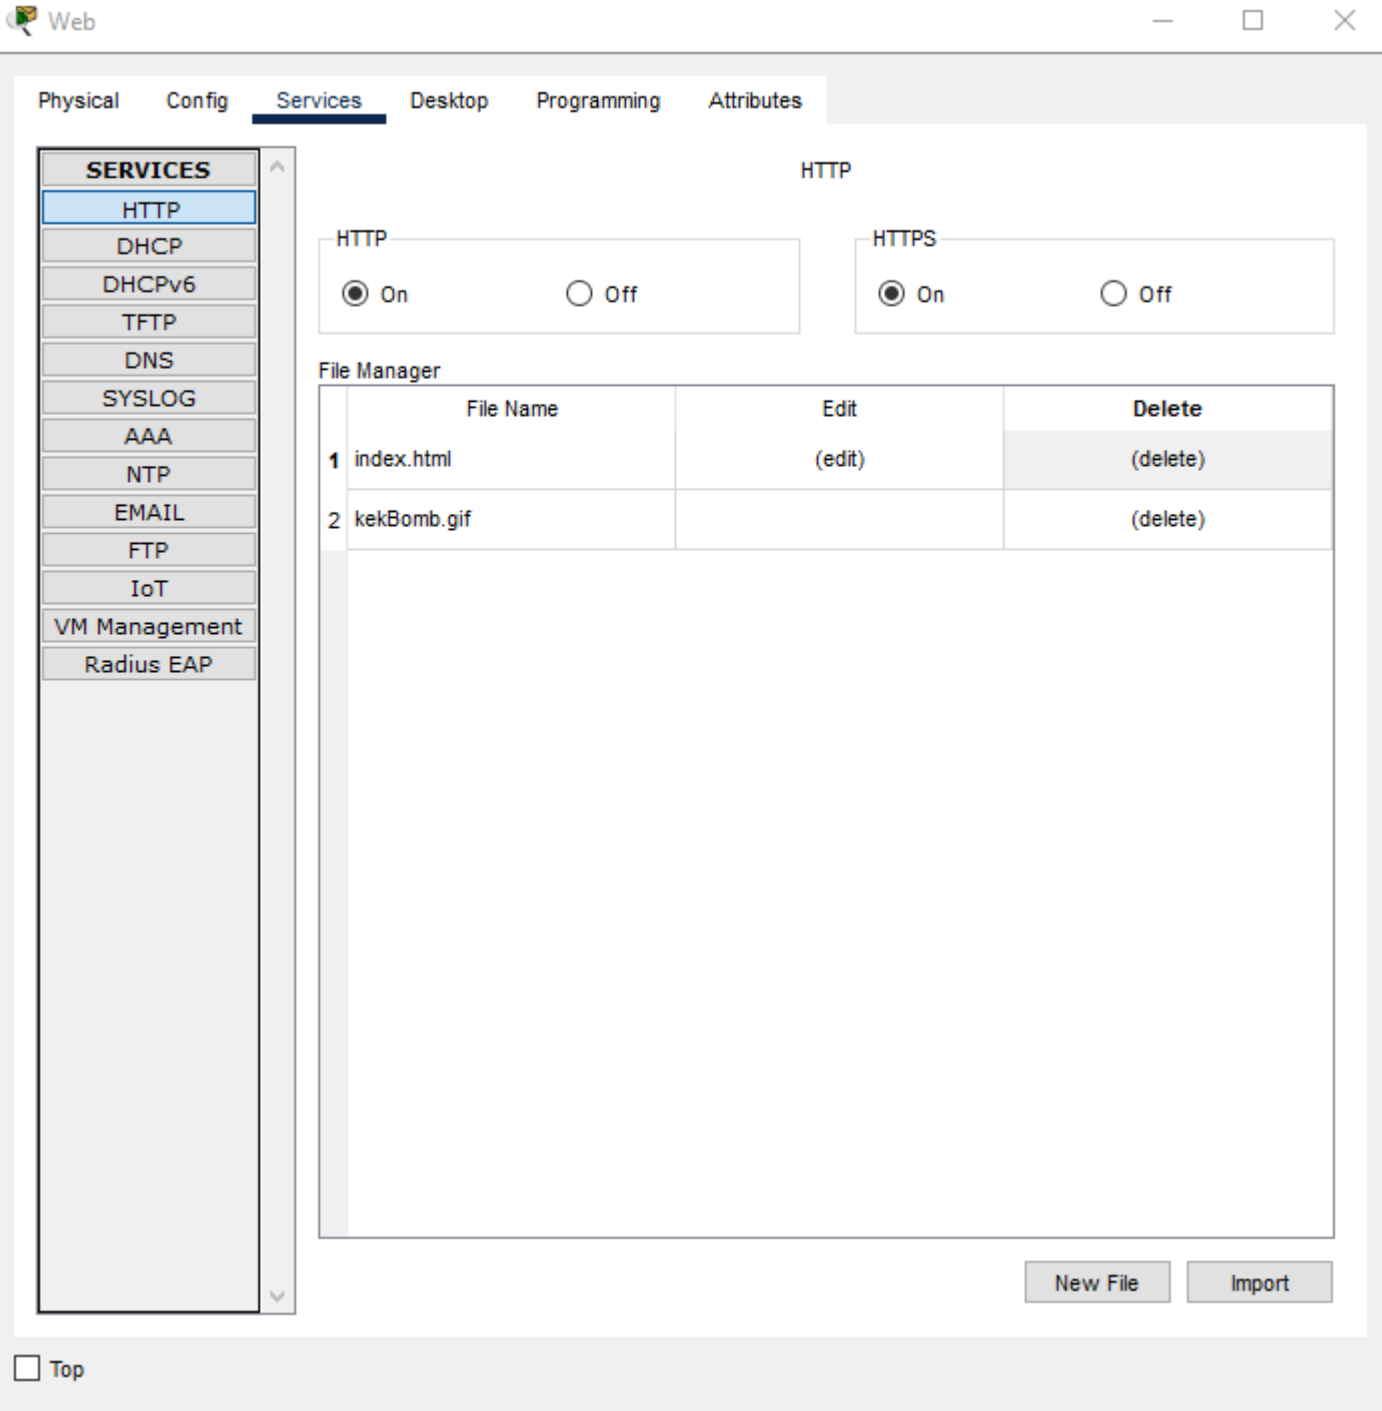 Web
Physical Config Services Desktop Programming Attributes
SERVICES
HTTP
DHCP
DHCPv6
TFTP
DNS
SYSLOG
AAA
NTP
EMAIL
FTP
IoT
VM Management
Radius EAP
HTTP
HTTP
On Off
HTTPS
On Off
File Manager
File Name Edit Delete
1 index.html (edit) (delete)
2 kekBomb.gif (delete)
New File Import
Top